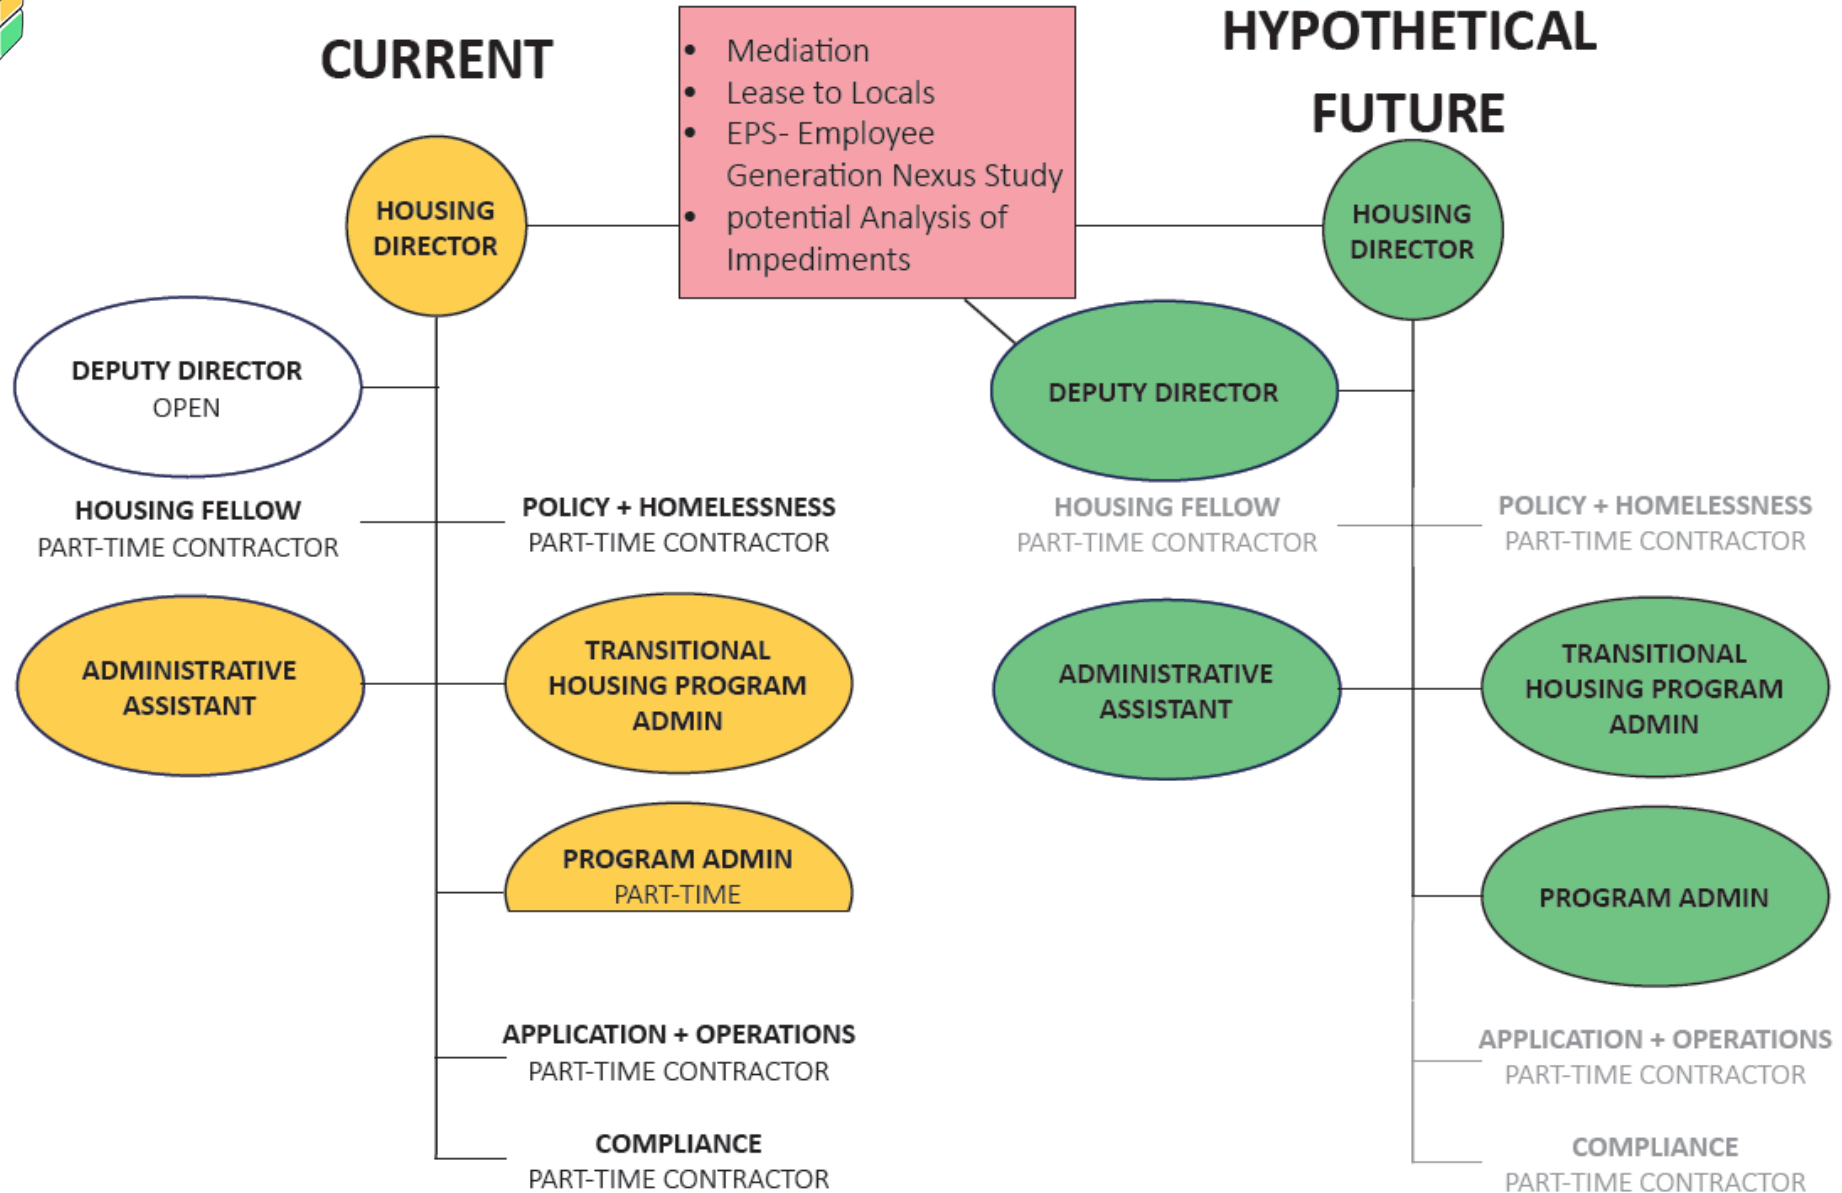 CURRENT
HOUSING
DIRECTOR
DEPUTY DIRECTOR
OPEN
HOUSING FELLOW
PART-TIME CONTRACTOR
POLICY + HOMELESSNESS
PART-TIME CONTRACTOR
ADMINISTRATIVE
ASSISTANT
TRANSITIONAL
HOUSING PROGRAM
ADMIN
PROGRAM ADMIN
PART-TIME
APPLICATION + OPERATIONS
PART-TIME CONTRACTOR
COMPLIANCE
PART-TIME CONTRACTOR
• Mediation
• Lease to Locals
• EPS- Employee
Generation Nexus Study
• potential Analysis of
Impediments
HYPOTHETICAL
FUTURE
HOUSING
DIRECTOR
DEPUTY DIRECTOR
HOUSING FELLOW
PART-TIME CONTRACTOR
POLICY + HOMELESSNESS
PART-TIME CONTRACTOR
ADMINISTRATIVE
ASSISTANT
TRANSITIONAL
HOUSING PROGRAM
ADMIN
PROGRAM ADMIN
APPLICATION + OPERATIONS
PART-TIME CONTRACTOR
COMPLIANCE
PART-TIME CONTRACTOR